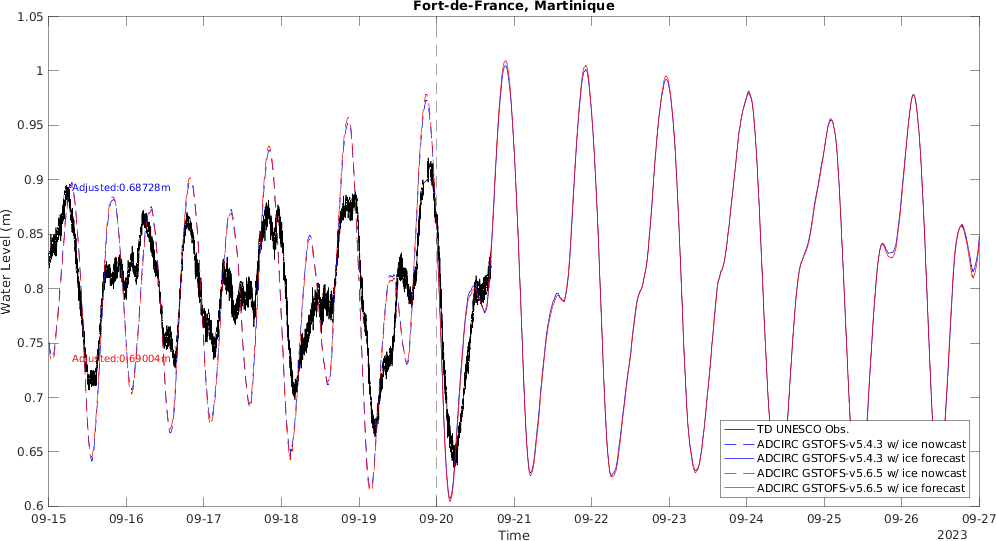 Fort-de-France, Martinique
1.05
1
0.95
0.9
0.85
0.8
0.75
0.7
0.65
0.6
Water Level (m)
Adjusted:0.68728m
Adjusted:0.69004m
TD UNESCO Obs.
ADCIRC GSTOFS-v5.4.3 w/ ice nowcast
ADCIRC GSTOFS-v5.4.3 w/ ice forecast
ADCIRC GSTOFS-v5.6.5 w/ ice nowcast
ADCIRC GSTOFS-v5.6.5 w/ ice forecast
09-15 09-16 09-17 09-18 09-19 09-20 09-21 09-22 09-23 09-24 09-25 09-26 09-27
Time
2023